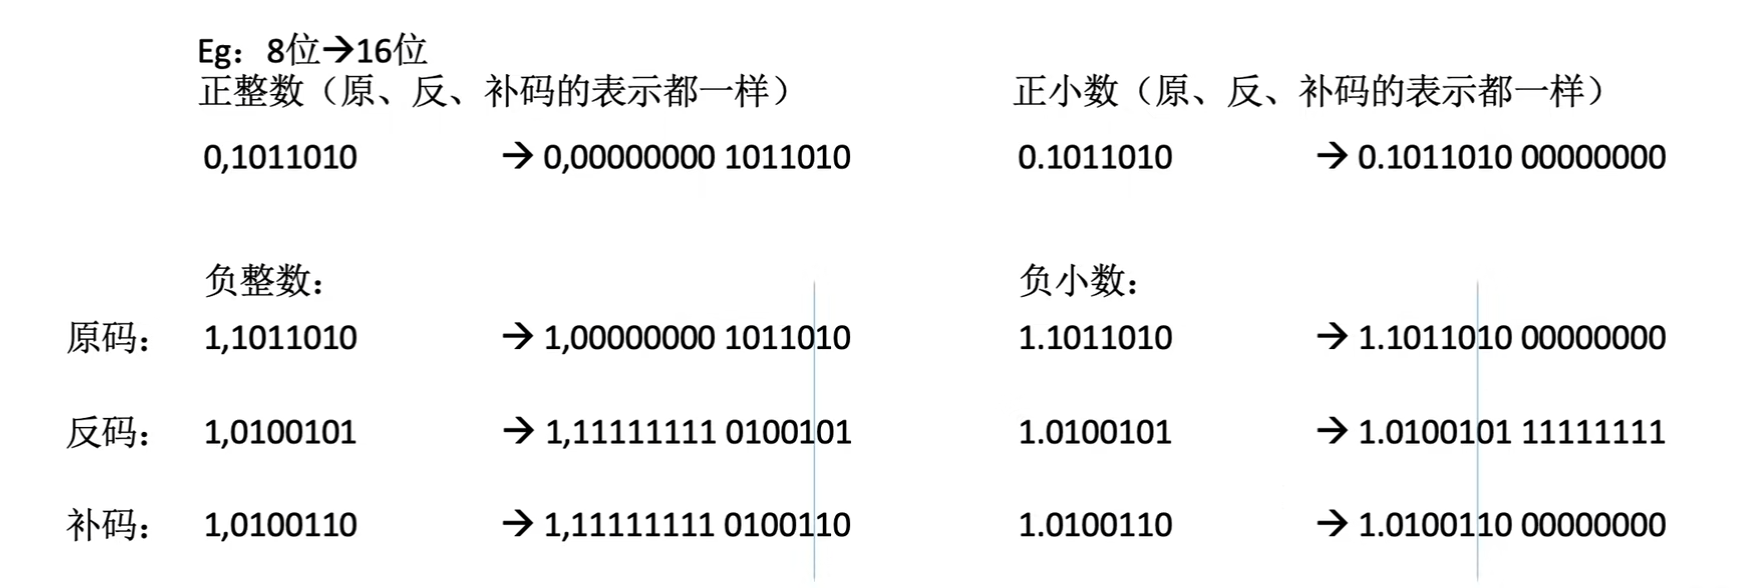 Eg：8位→16位
正整数（原、反、补码的表示都一样） 正小数（原、反、补码的表示都一样）
0,1011010 → 0,00000000 1011010 0.1011010 → 0.1011010 00000000
负整数： 负小数：
原码： 1,1011010 → 1,00000000 1011010 1.1011010 → 1.1011010 00000000
反码： 1,0100101 → 1,11111111 0100101 1.0100101 → 1.0100101 11111111
补码： 1,0100110 → 1,11111111 0100110 1.0100110 → 1.0100110 00000000